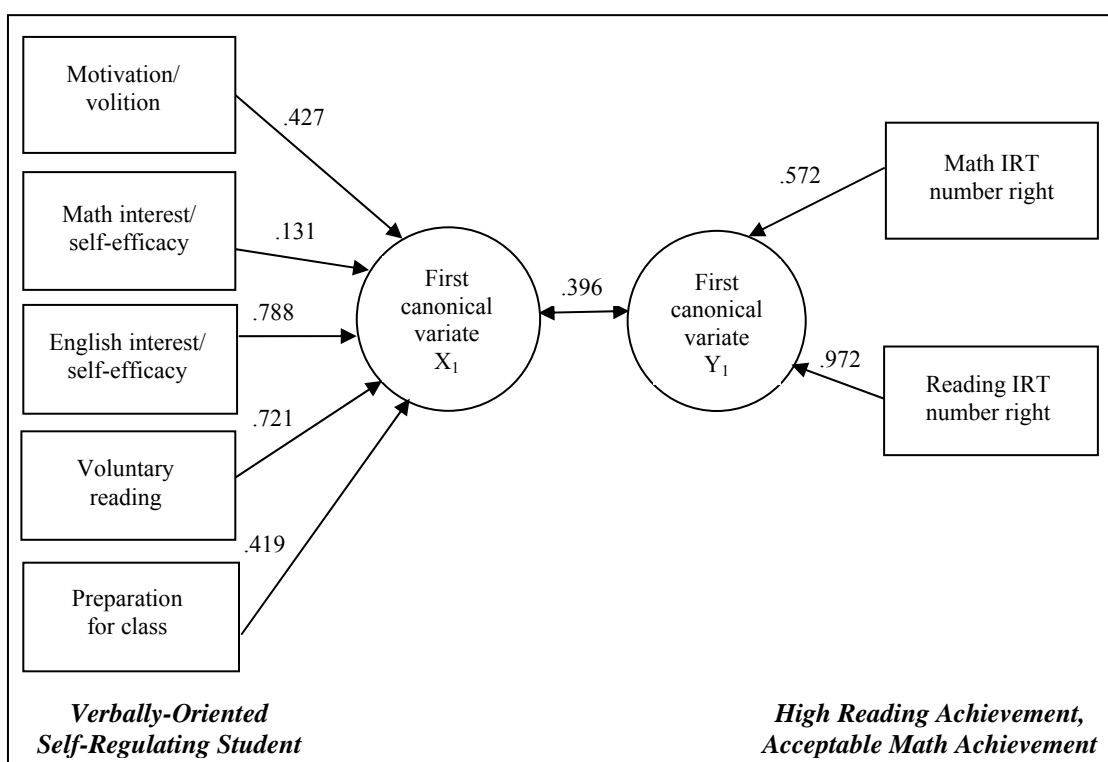 Motivation/
volition
.427
Math interest/
self-efficacy
.131
English interest/
self-efficacy
.788
Voluntary
reading
.721
Preparation
for class
.419
First
canonical
variate
X₁
.396
First
canonical
variate
Y₁
.572
Math IRT
number right
.972
Reading IRT
number right
Verbally-Oriented
Self-Regulating Student
High Reading Achievement,
Acceptable Math Achievement